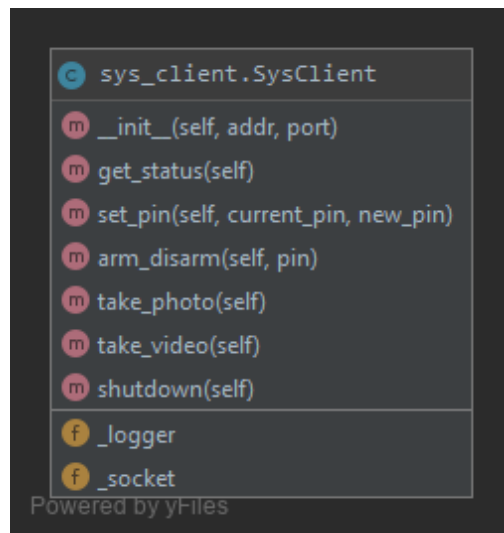 c sys_client.SysClient
m __init__(self, addr, port)
m get_status(self)
m set_pin(self, current_pin, new_pin)
m arm_disarm(self, pin)
m take_photo(self)
m take_video(self)
m shutdown(self)
f _logger
f _socket
Powered by yFiles